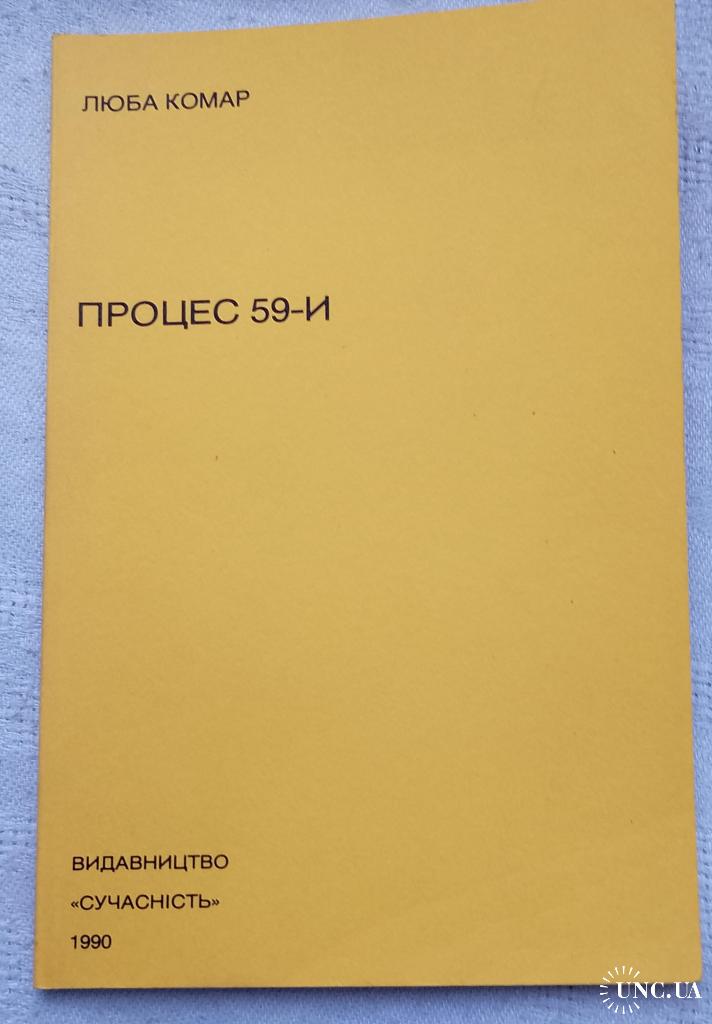 ЛЮБА КОМАР
ПРОЦЕС 59-И
ВИДАВНИЦТВО
«СУЧАСНІСТЬ»
1990
UNC.UA